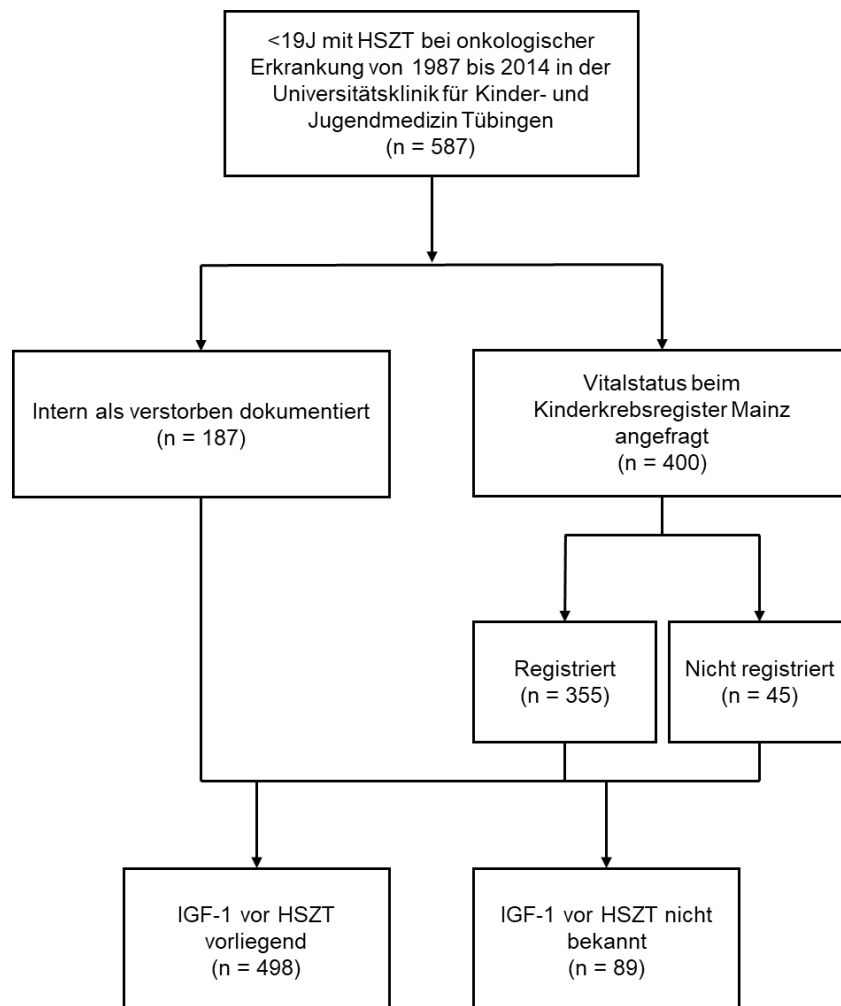 <19J mit HSZT bei onkologischer
Erkrankung von 1987 bis 2014 in der
Universitätsklinik für Kinder- und
Jugendmedizin Tübingen
(n = 587)
Intern als verstorben dokumentiert
(n = 187)
Vitalstatus beim
Kinderkrebsregister Mainz
angefragt
(n = 400)
Registriert
(n = 355)
Nicht registriert
(n = 45)
IGF-1 vor HSZT
vorliegend
(n = 498)
IGF-1 vor HSZT nicht
bekannt
(n = 89)